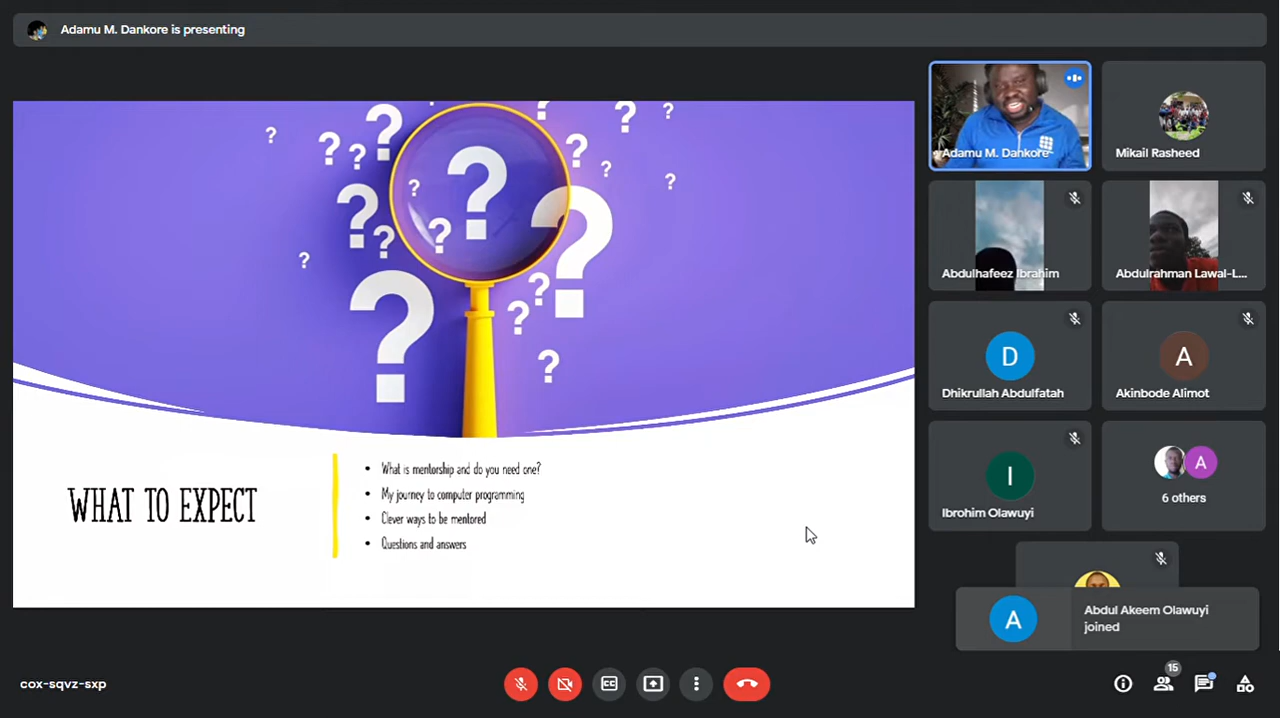 Adamu M. Dankore is presenting
WHAT TO EXPECT
• What is mentorship and do you need one?
• My journey to computer programming
• Clever ways to be mentored
• Questions and answers
Adamu M. Dankore
Mikail Rasheed
Abdulhafeez Ibrahim
Abdulrahman Lawal-L...
D
Dhikrullah Abdulfatah
A
Akinbode Alimot
I
Ibrohim Olawuyi
A
6 others
A
Abdul Akeem Olawuyi
joined
cox-sqvz-sxp
CC
15